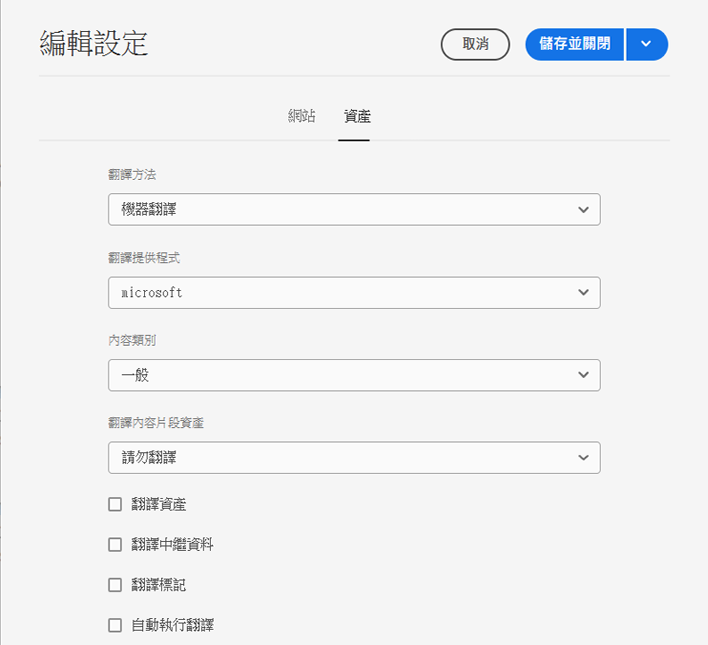 編輯設定
取消
儲存並關閉
網站
資產
翻譯方法
機器翻譯
翻譯提供程式
microsoft
內容類別
一般
翻譯內容片段資產
請勿翻譯
翻譯資產
翻譯中繼資料
翻譯標記
自動執行翻譯